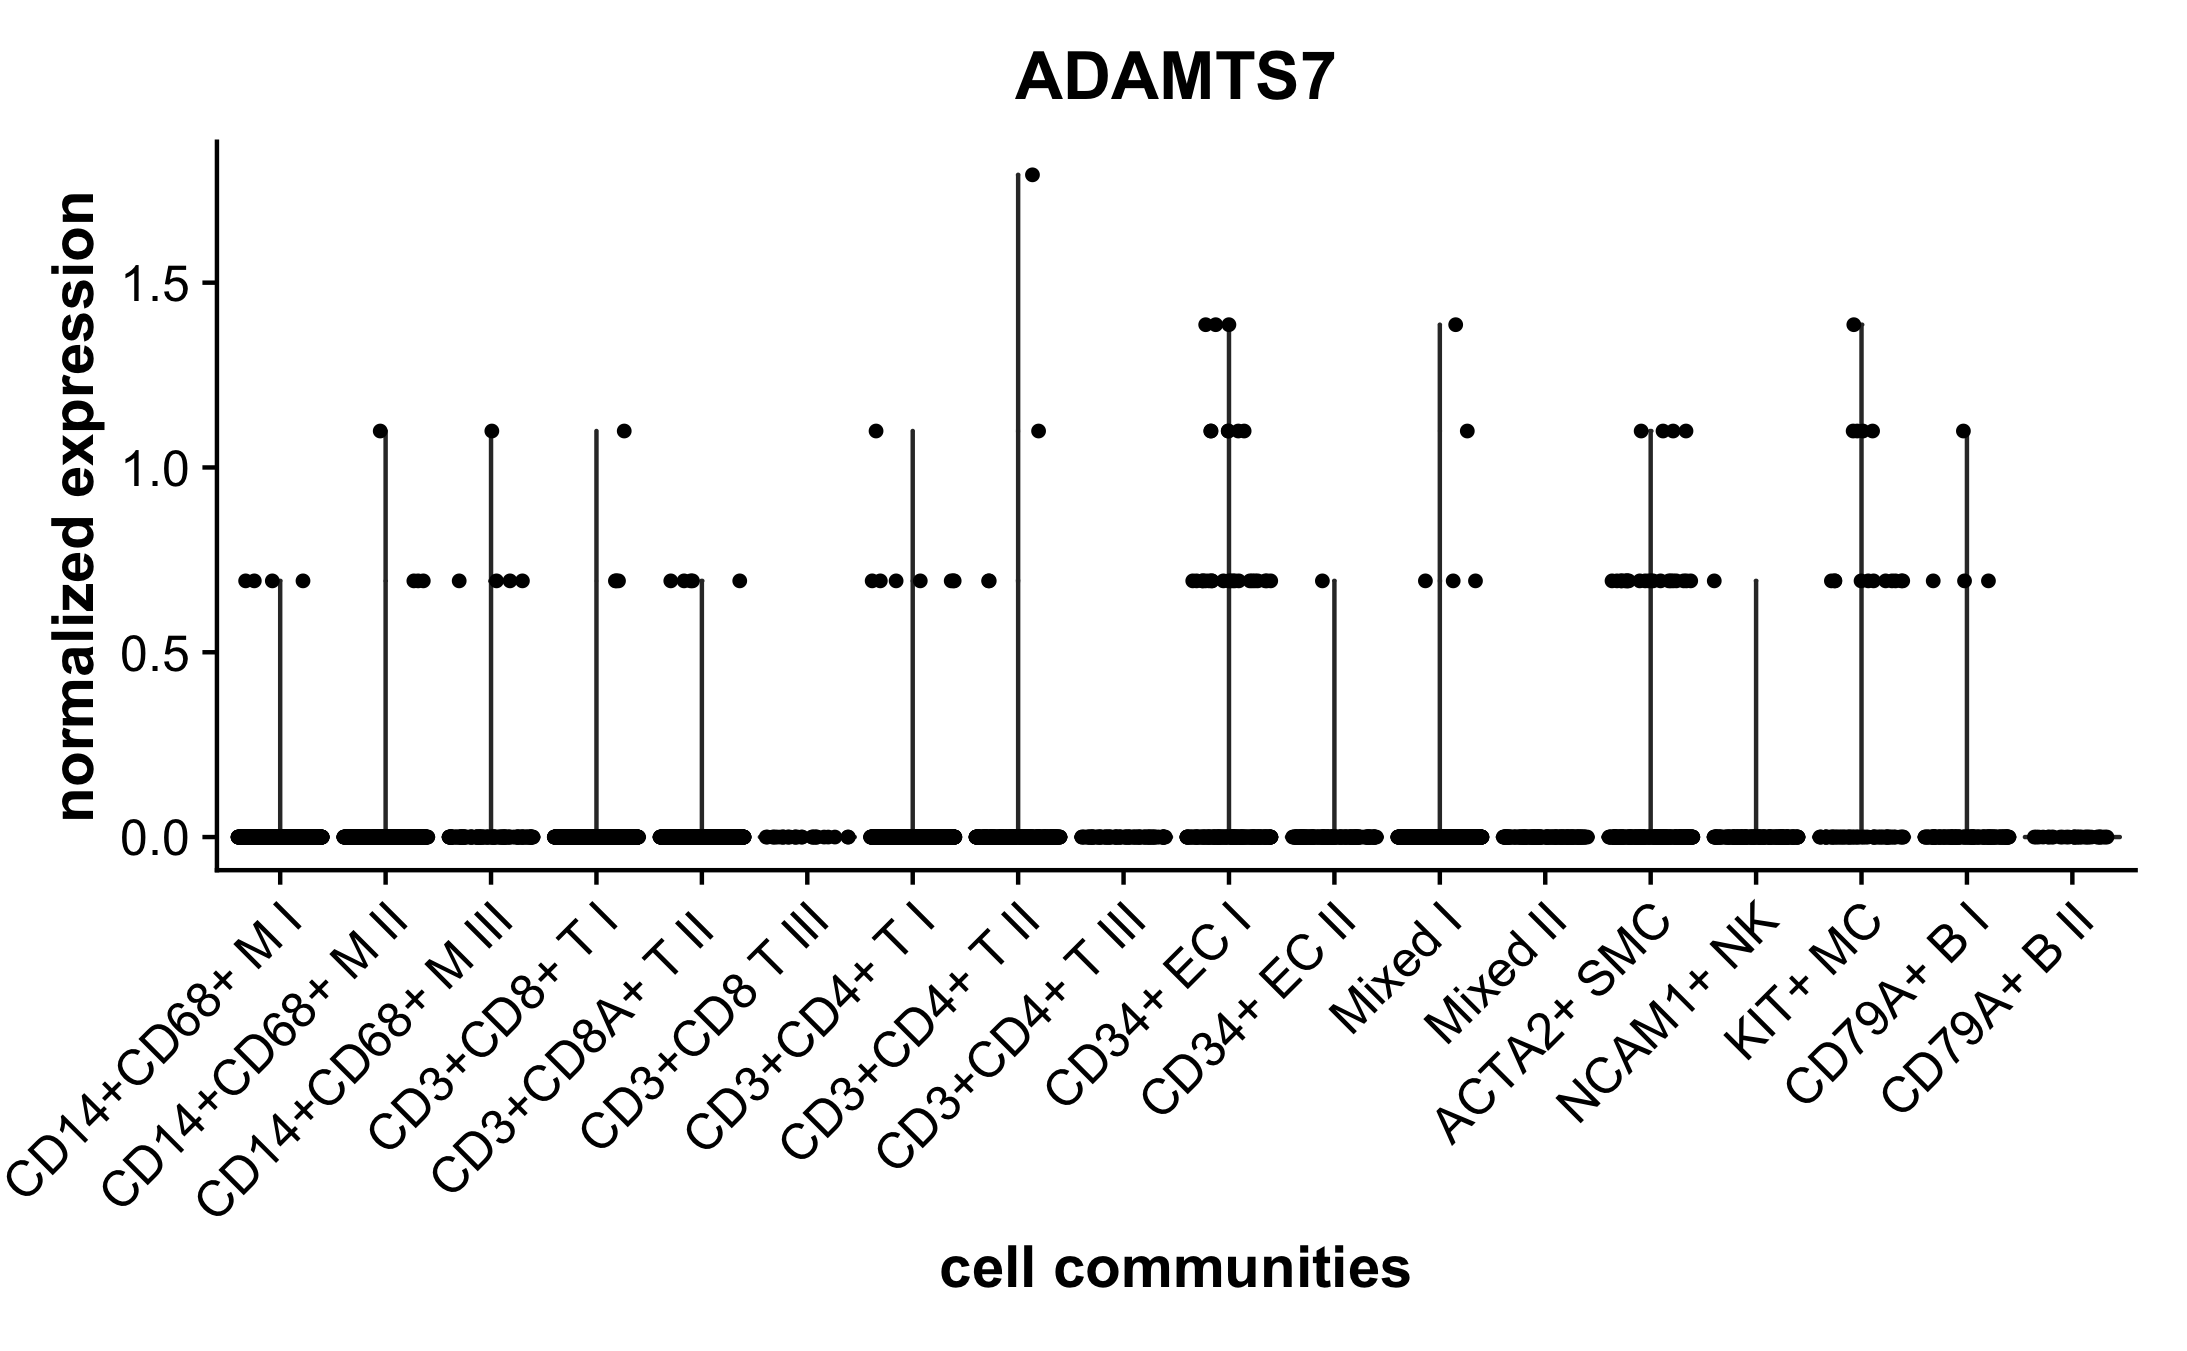 ADAMTS7
normalized expression
1.5
1.0
0.5
0.0
CD14+CD68+ M I
CD14+CD68+ M II
CD14+CD68+ M III
CD3+CD8+ T I
CD3+CD8A+ T II
CD3+CD8 T III
CD3+CD4+ T I
CD3+CD4+ T II
CD3+CD4+ T III
CD34+ EC I
CD34+ EC II
Mixed I
Mixed II
ACTA2+ SMC
NCAM1+ NK
KIT+ MC
CD79A+ B I
CD79A+ B II
cell communities